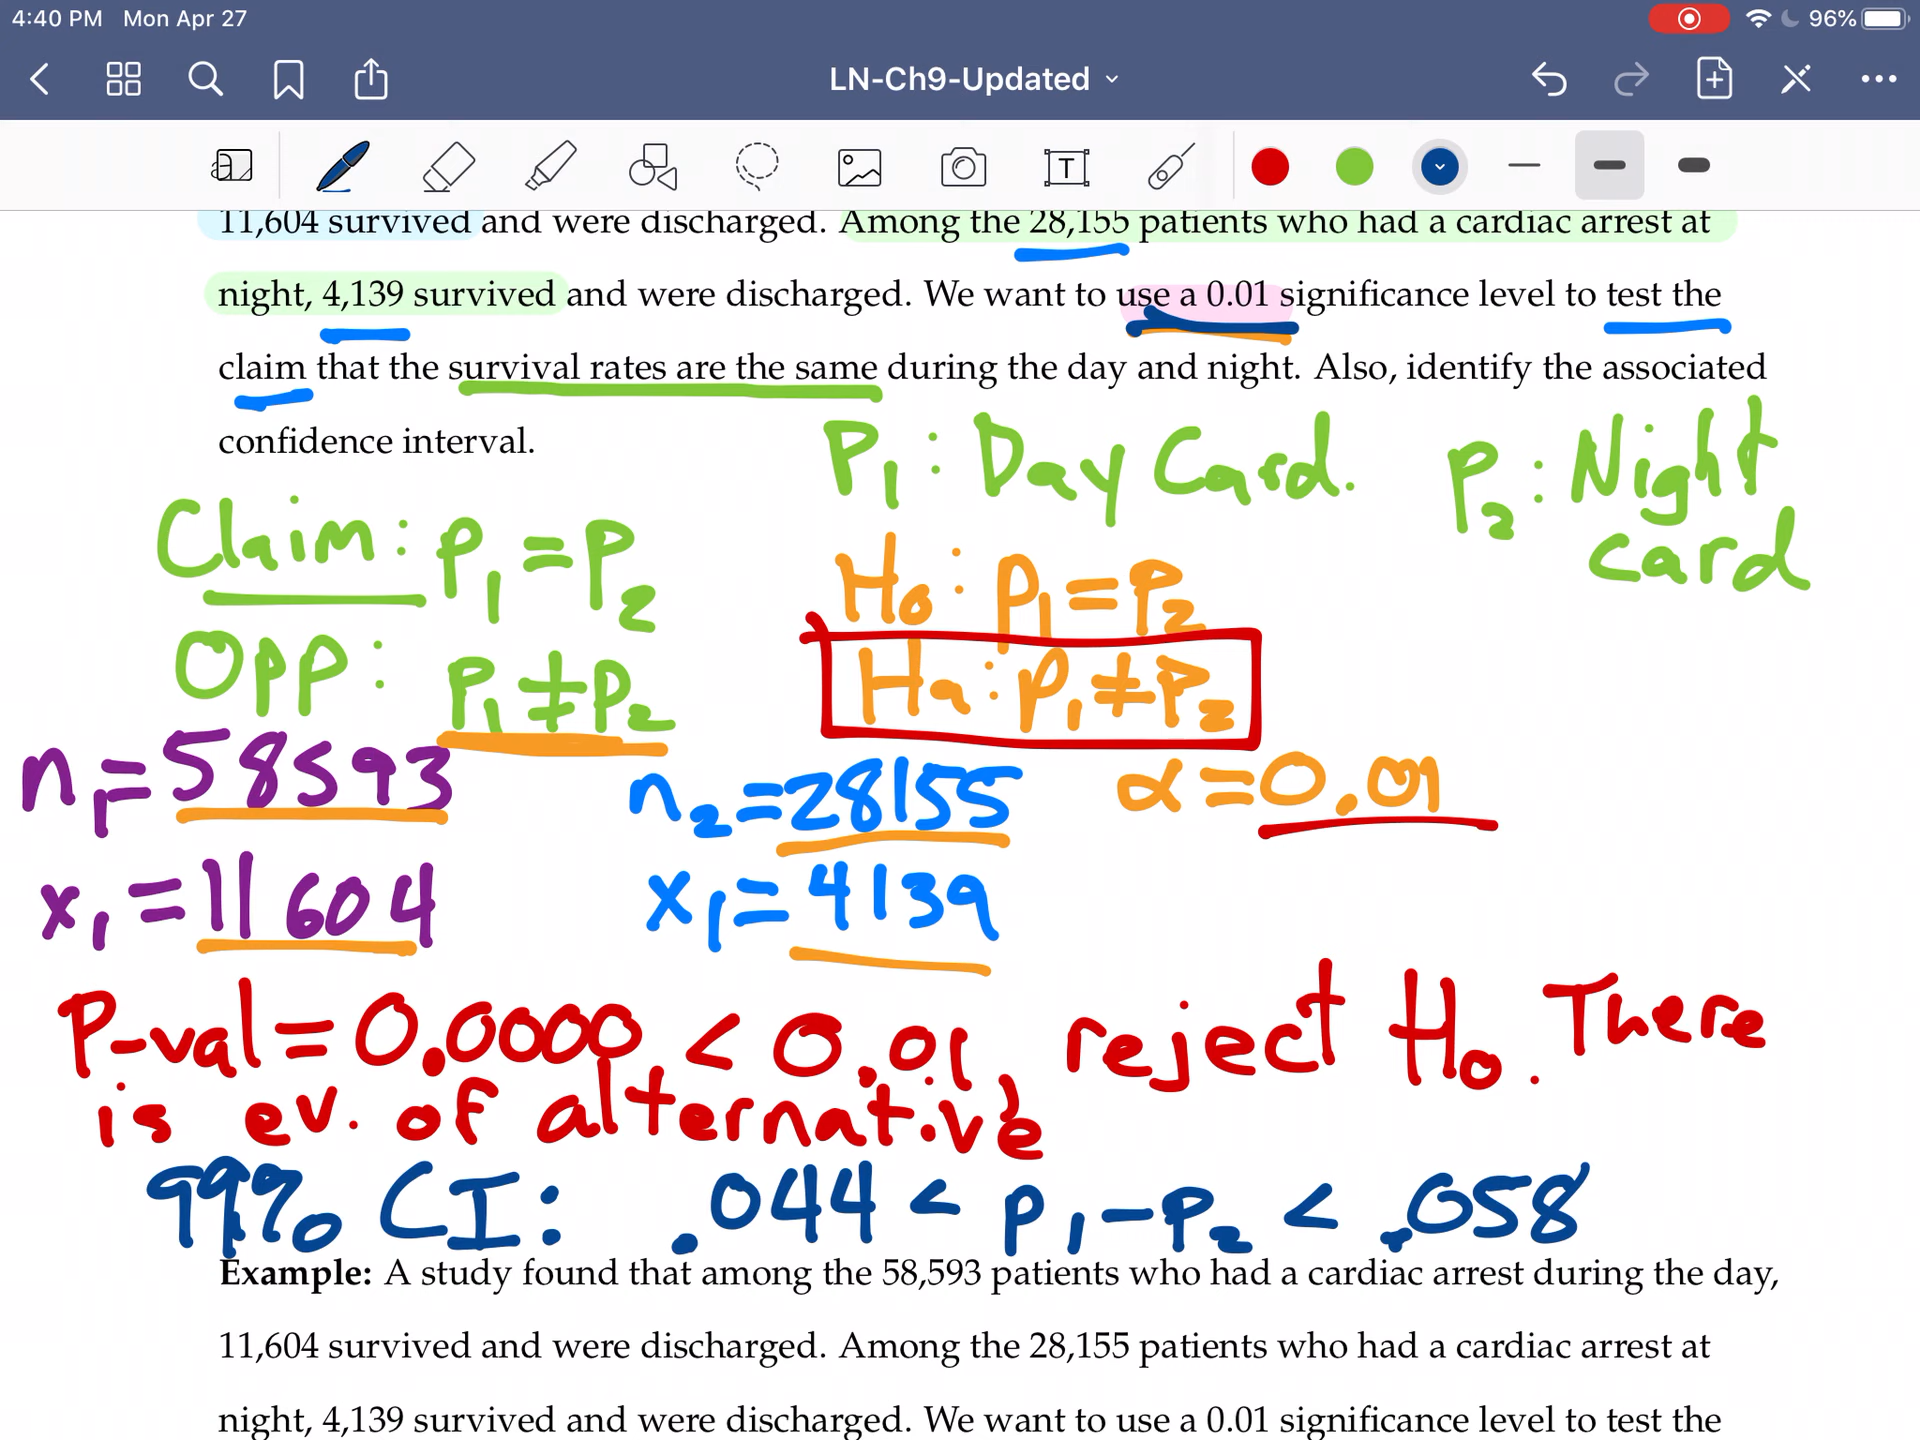 4:40 PM Mon Apr 27 96%
LN-Ch9-Updated
11,604 survived and were discharged. Among the 28,155 patients who had a cardiac arrest at
night, 4,139 survived and were discharged. We want to use a 0.01 significance level to test the
claim that the survival rates are the same during the day and night. Also, identify the associated
confidence interval.
P1 : Day Card. P2 : Night card
Claim: P1 = P2
Ho: P1 = P2
Opp: P1 ≠ P2
Ha: P1 ≠ P2
n1 = 58593 n2 = 28155 α = 0.01
x1 = 11604 x1 = 4139
P-val = 0.0000 < 0.01, reject Ho. There
is ev. of alternative
99% CI: .044 < P1 - P2 < .058
Example: A study found that among the 58,593 patients who had a cardiac arrest during the day,
11,604 survived and were discharged. Among the 28,155 patients who had a cardiac arrest at
night, 4,139 survived and were discharged. We want to use a 0.01 significance level to test the